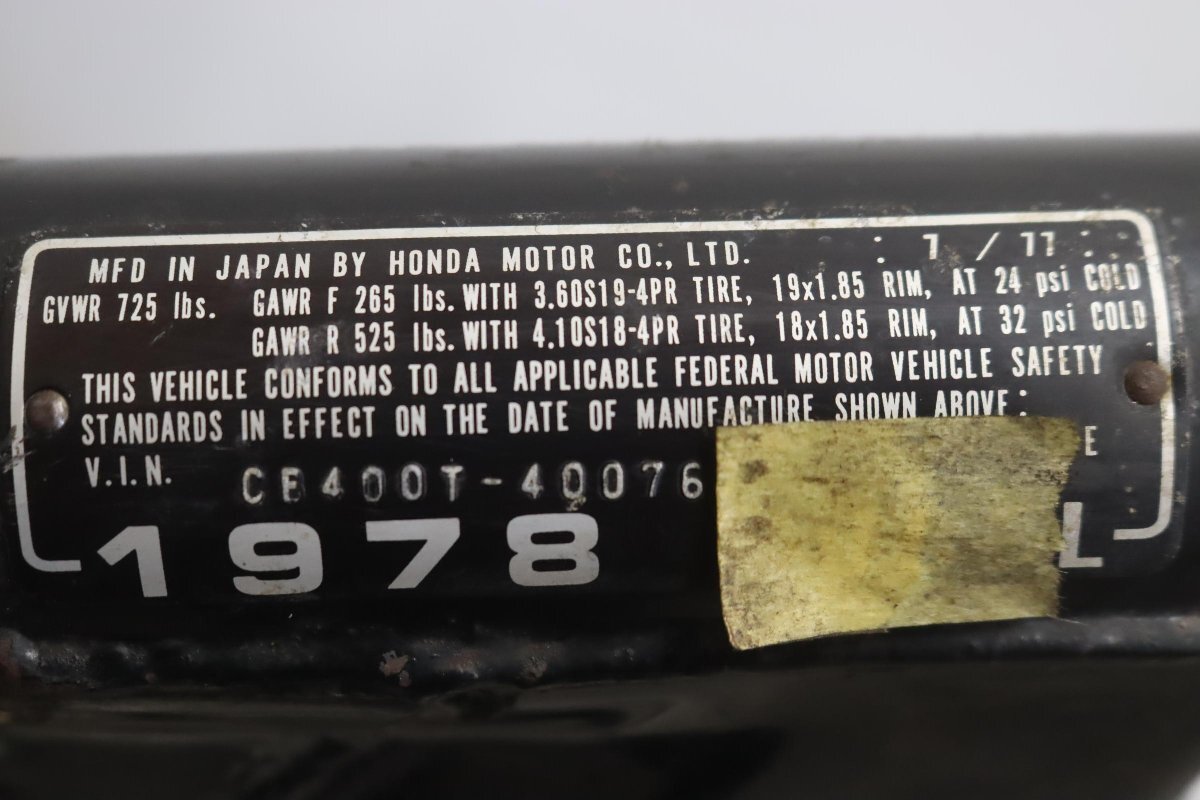 MFD IN JAPAN BY HONDA MOTOR CO., LTD.
GVWR 725 lbs. GAWR F 265 lbs. WITH 3.60S19-4PR TIRE, 19x1.85 RIM, AT 24 psi COLD
GAWR R 525 lbs. WITH 4.10S18-4PR TIRE, 18x1.85 RIM, AT 32 psi COLD
THIS VEHICLE CONFORMS TO ALL APPLICABLE FEDERAL MOTOR VEHICLE SAFETY
STANDARDS IN EFFECT ON THE DATE OF MANUFACTURE SHOWN ABOVE:
V.I.N. CB400T-40076 E
1978 L